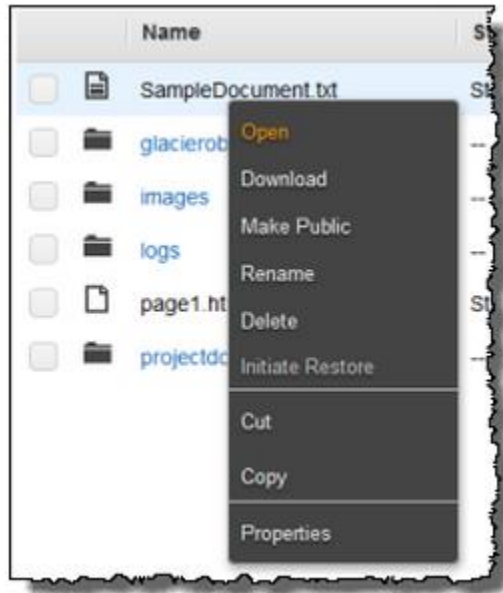 Name
SampleDocument.txt
Open
Download
images
Make Public
logs
Rename
Delete
Initiate Restore
Cut
Copy
Properties